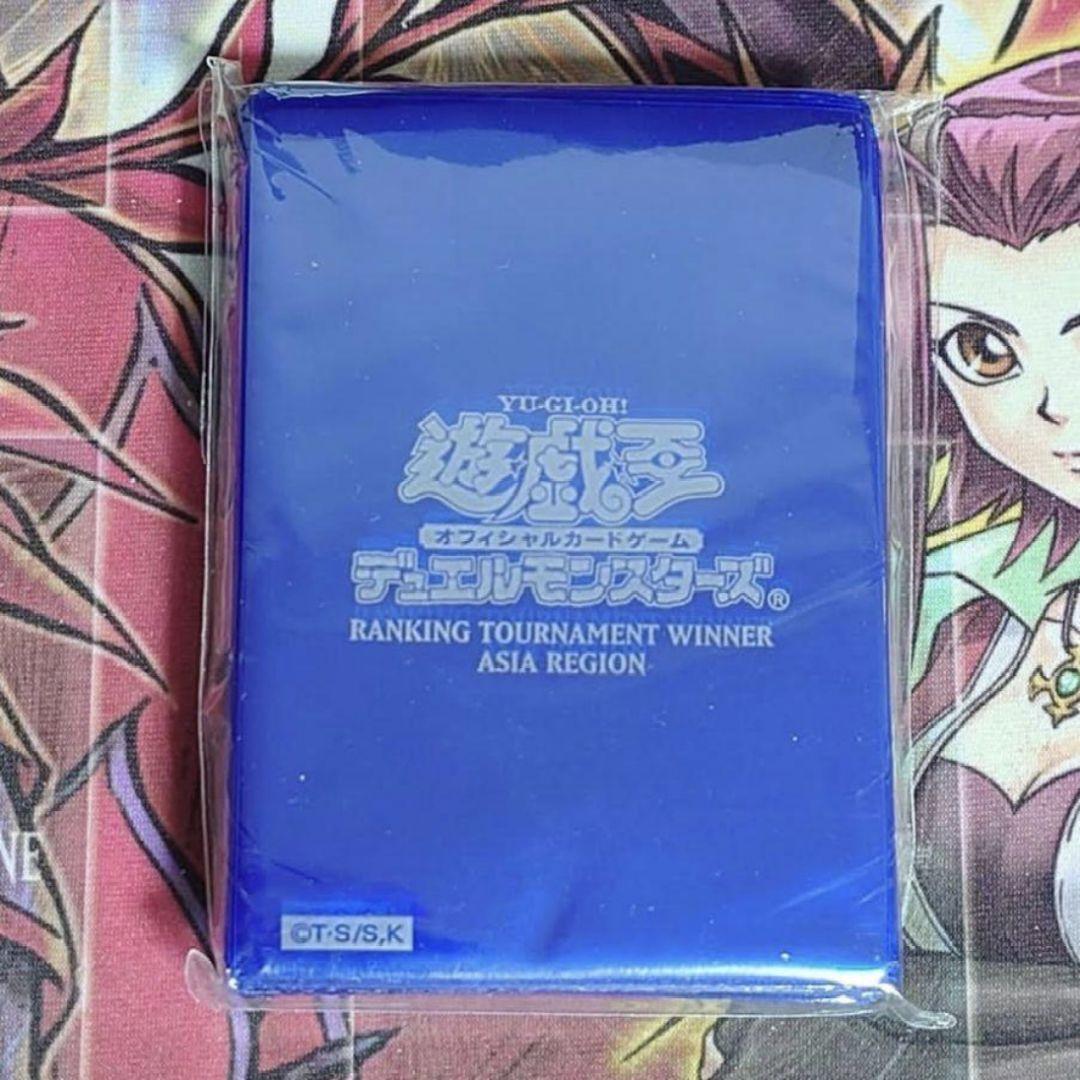 YU-GI-OH!
遊戯王
オフィシャルカードゲーム
デュエルモンスターズ®
RANKING TOURNAMENT WINNER
ASIA REGION
©T·S/S,K
NE